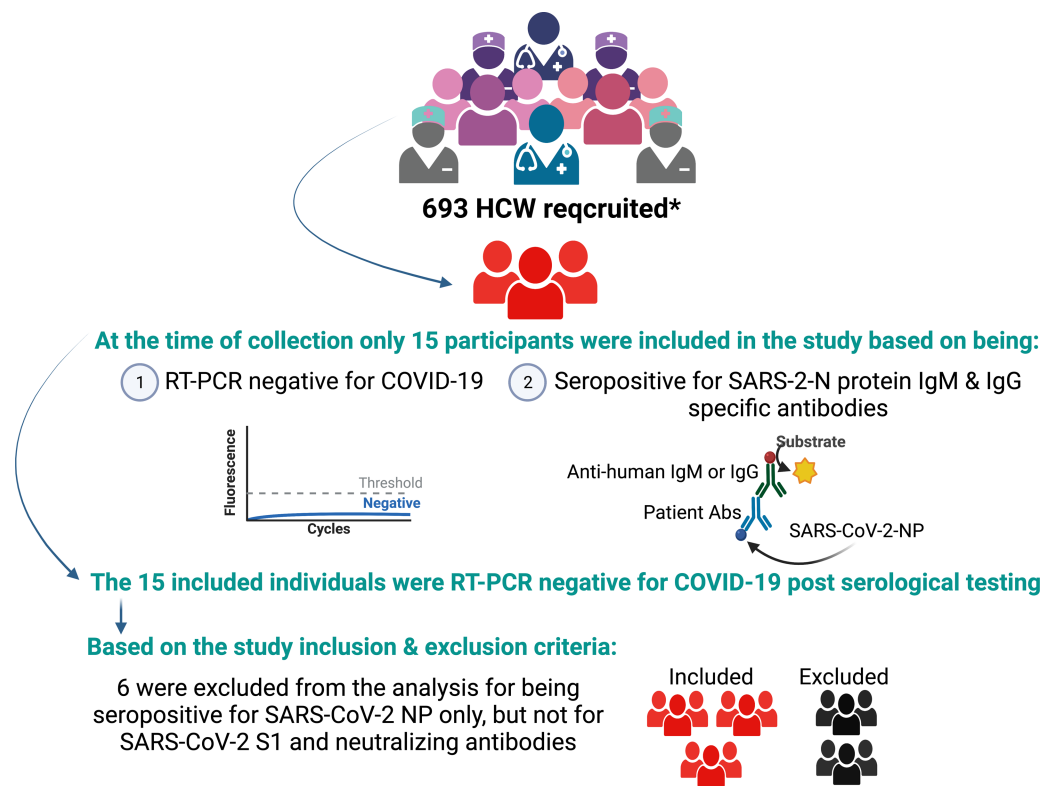 693 HCW reqcruited*
At the time of collection only 15 participants were included in the study based on being:
1 RT-PCR negative for COVID-19
2 Seropositive for SARS-2-N protein IgM & IgG
specific antibodies
Fluorescence
Threshold
Negative
Cycles
Substrate
Anti-human IgM or IgG
Patient Abs
SARS-CoV-2-NP
The 15 included individuals were RT-PCR negative for COVID-19 post serological testing
Based on the study inclusion & exclusion criteria:
6 were excluded from the analysis for being
seropositive for SARS-CoV-2 NP only, but not for
SARS-CoV-2 S1 and neutralizing antibodies
Included
Excluded